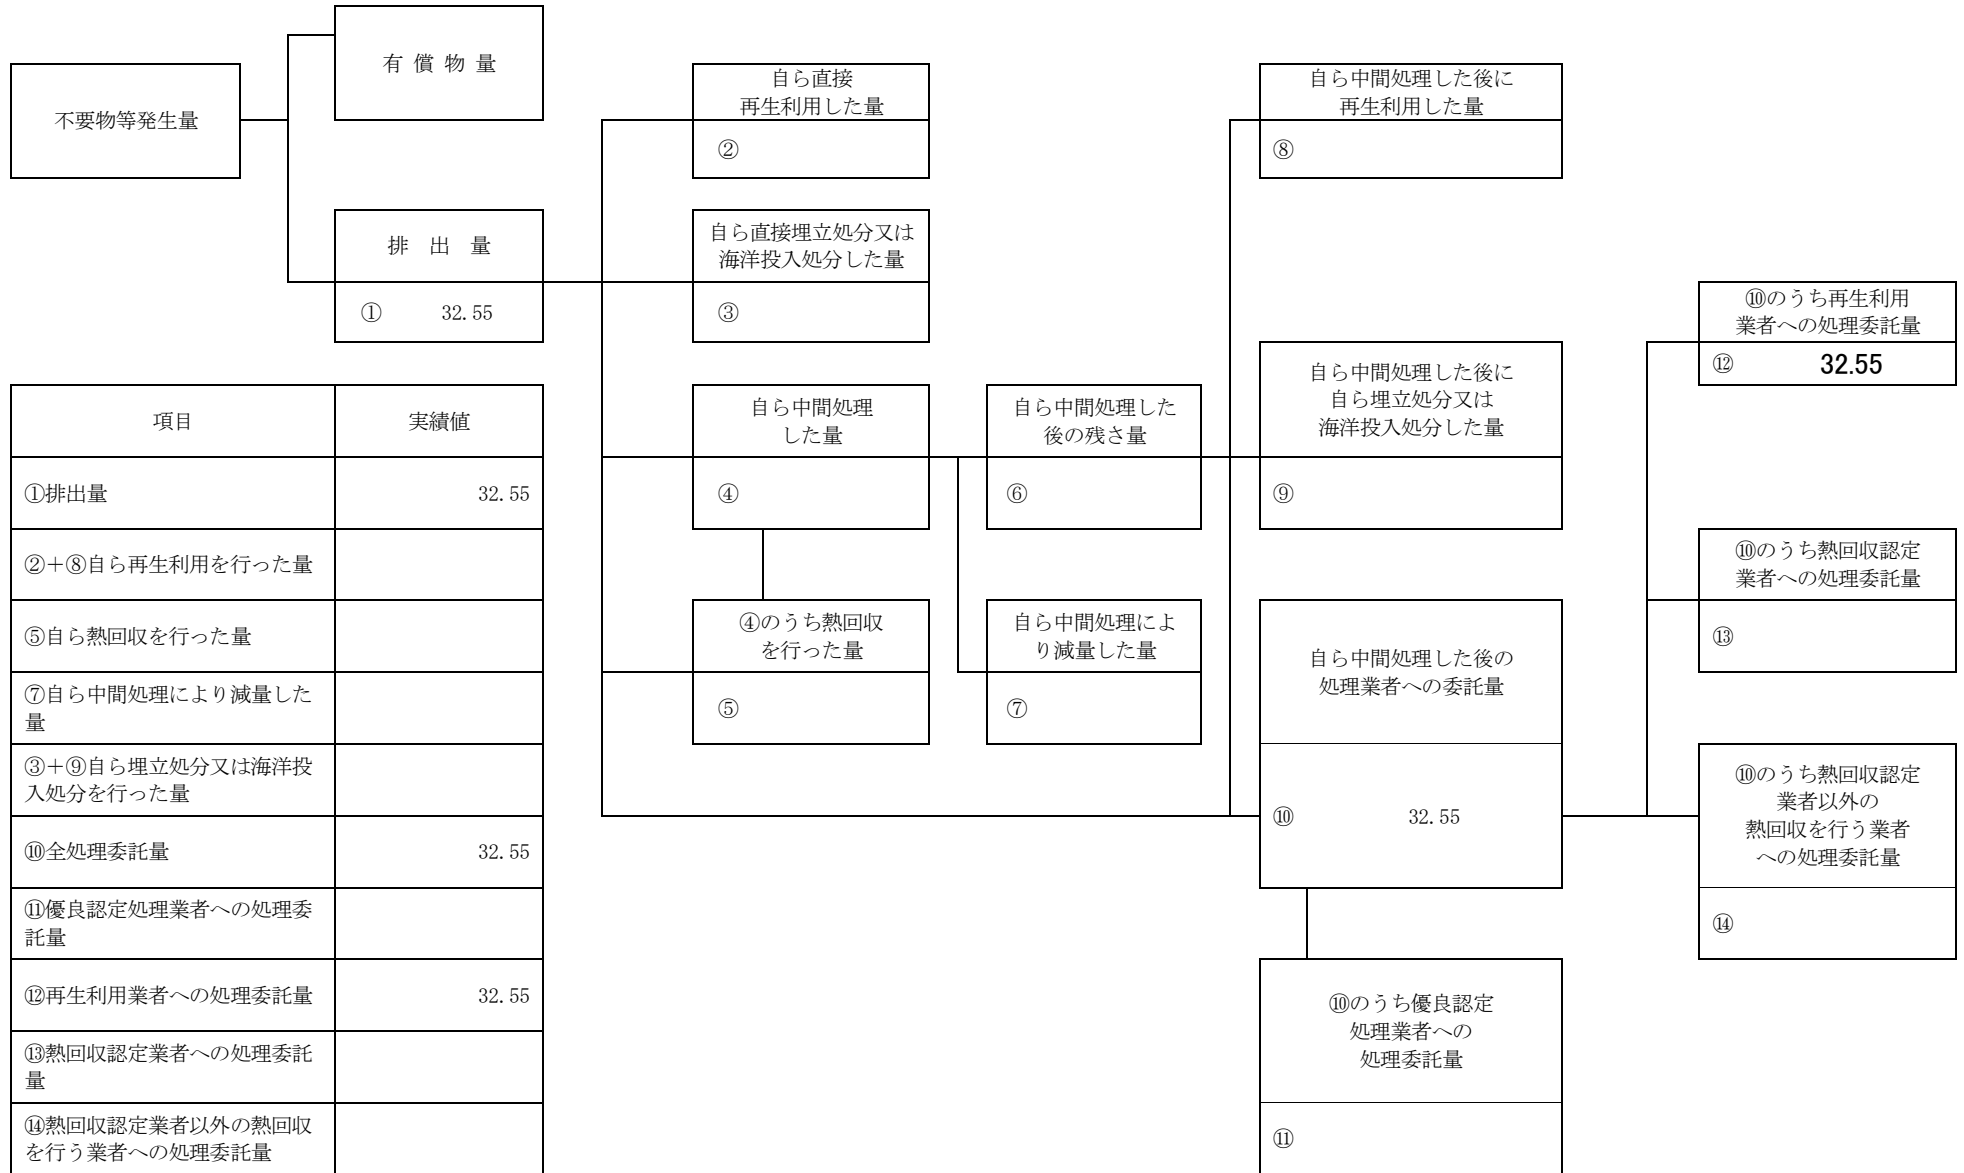 有 償 物 量
不要物等発生量
排 出 量
① 32.55
自ら直接
再生利用した量
②
自ら直接埋立処分又は
海洋投入処分した量
③
自ら中間処理
した量
④
④のうち熱回収
を行った量
⑤
自ら中間処理した
後の残さ量
⑥
自ら中間処理によ
り減量した量
⑦
自ら中間処理した後に
再生利用した量
⑧
自ら中間処理した後に
自ら埋立処分又は
海洋投入処分した量
⑨
自ら中間処理した後の
処理業者への委託量
⑩ 32.55
⑩のうち優良認定
処理業者への
処理委託量
⑪
⑩のうち再生利用
業者への処理委託量
⑫ 32.55
⑩のうち熱回収認定
業者への処理委託量
⑬
⑩のうち熱回収認定
業者以外の
熱回収を行う業者
への処理委託量
⑭
項目 実績値
①排出量 32.55
②+⑧自ら再生利用を行った量
⑤自ら熱回収を行った量
⑦自ら中間処理により減量した
量
③+⑨自ら埋立処分又は海洋投
入処分を行った量
⑩全処理委託量 32.55
⑪優良認定処理業者への処理委
託量
⑫再生利用業者への処理委託量 32.55
⑬熱回収認定業者への処理委託
量
⑭熱回収認定業者以外の熱回収
を行う業者への処理委託量